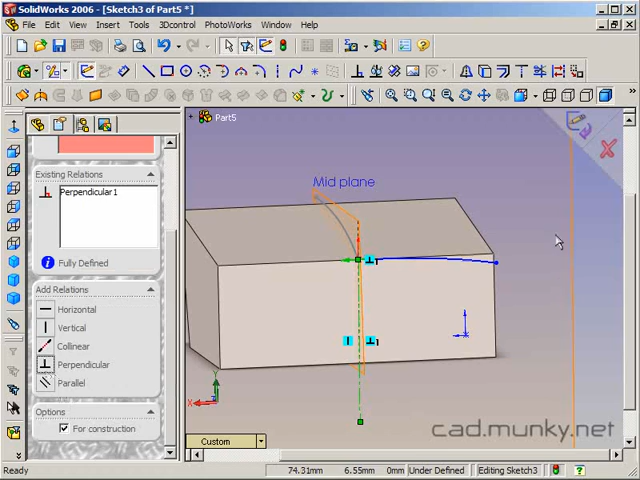 SolidWorks 2006 - [Sketch3 of Part5 *]
File Edit View Insert Tools 3Dcontrol PhotoWorks Window Help
Part5
Existing Relations
Perpendicular1
Fully Defined
Add Relations
Horizontal
Vertical
Collinear
Perpendicular
Parallel
Options
For construction
Mid plane
1
1
Y
X
Custom
cad.munky.net
Ready
74.31mm 6.55mm 0mm Under Defined Editing Sketch3